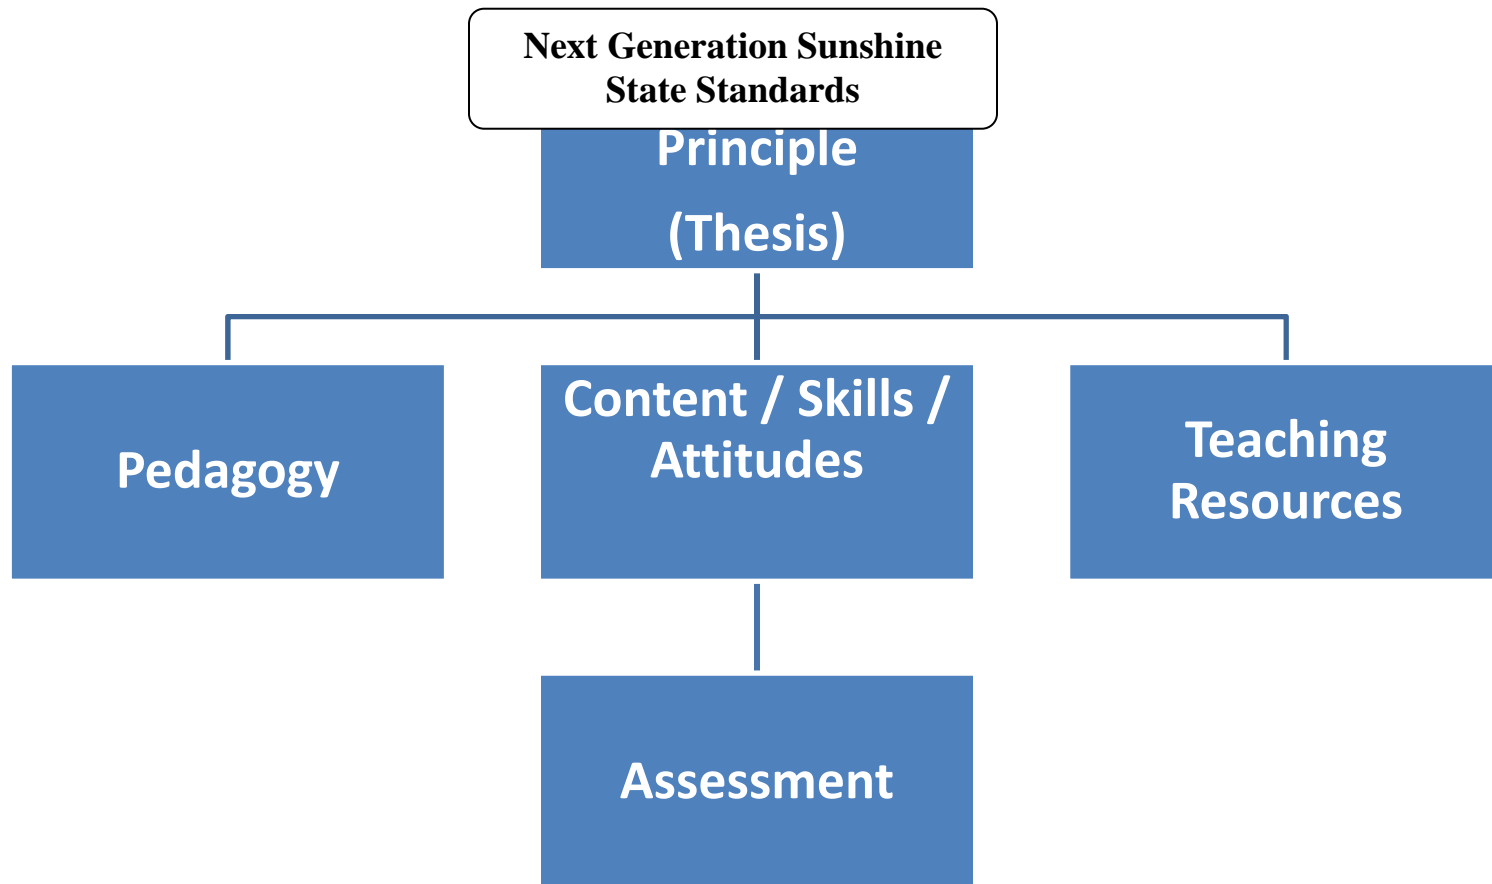 Next Generation Sunshine
State Standards
Principle
(Thesis)
Pedagogy
Content / Skills /
Attitudes
Teaching
Resources
Assessment